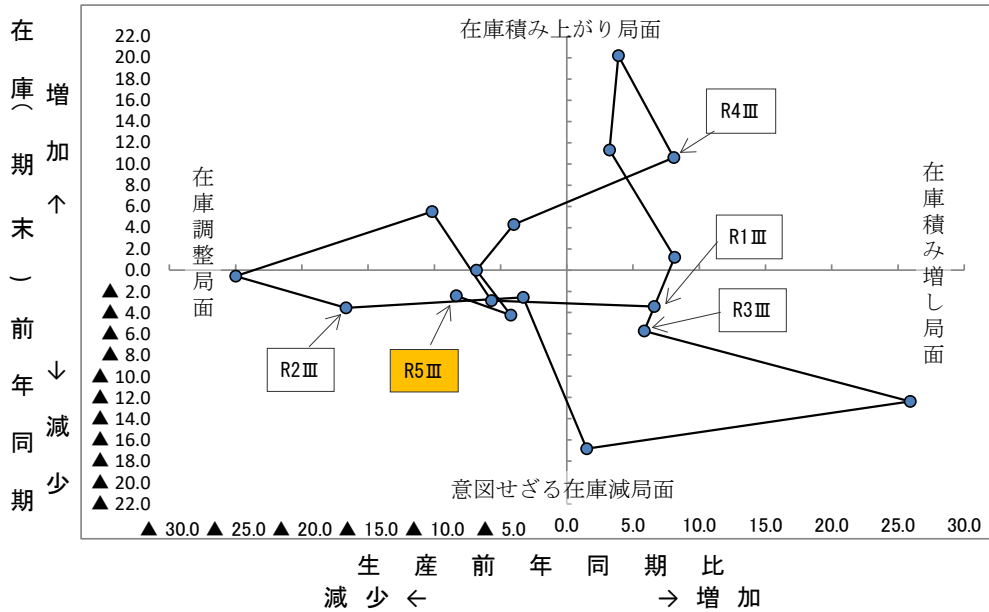 在庫（期末）前年同期
増加↑
↓減少
22.0
20.0
18.0
16.0
14.0
12.0
10.0
8.0
6.0
4.0
2.0
0.0
▲ 2.0
▲ 4.0
▲ 6.0
▲ 8.0
▲ 10.0
▲ 12.0
▲ 14.0
▲ 16.0
▲ 18.0
▲ 20.0
▲ 22.0
在庫積み上がり局面
R4Ⅲ
在庫調整局面
在庫積み増し局面
R1Ⅲ
R3Ⅲ
R2Ⅲ
R5Ⅲ
意図せざる在庫減局面
▲ 30.0 ▲ 25.0 ▲ 20.0 ▲ 15.0 ▲ 10.0 ▲ 5.0 0.0 5.0 10.0 15.0 20.0 25.0 30.0
生産前年同期比
減少← →増加